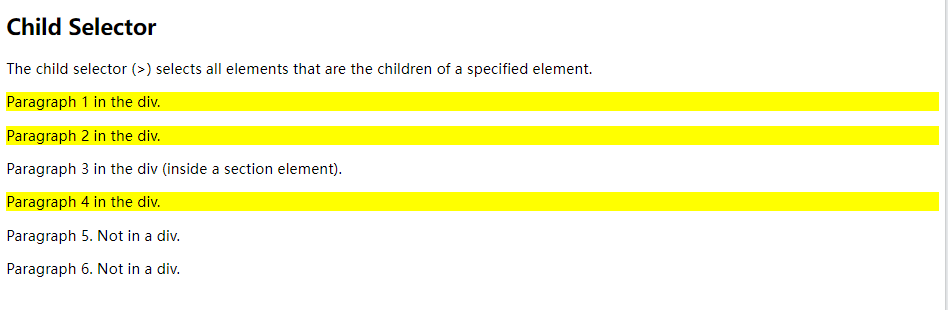 Child Selector
The child selector (>) selects all elements that are the children of a specified element.
Paragraph 1 in the div.
Paragraph 2 in the div.
Paragraph 3 in the div (inside a section element).
Paragraph 4 in the div.
Paragraph 5. Not in a div.
Paragraph 6. Not in a div.